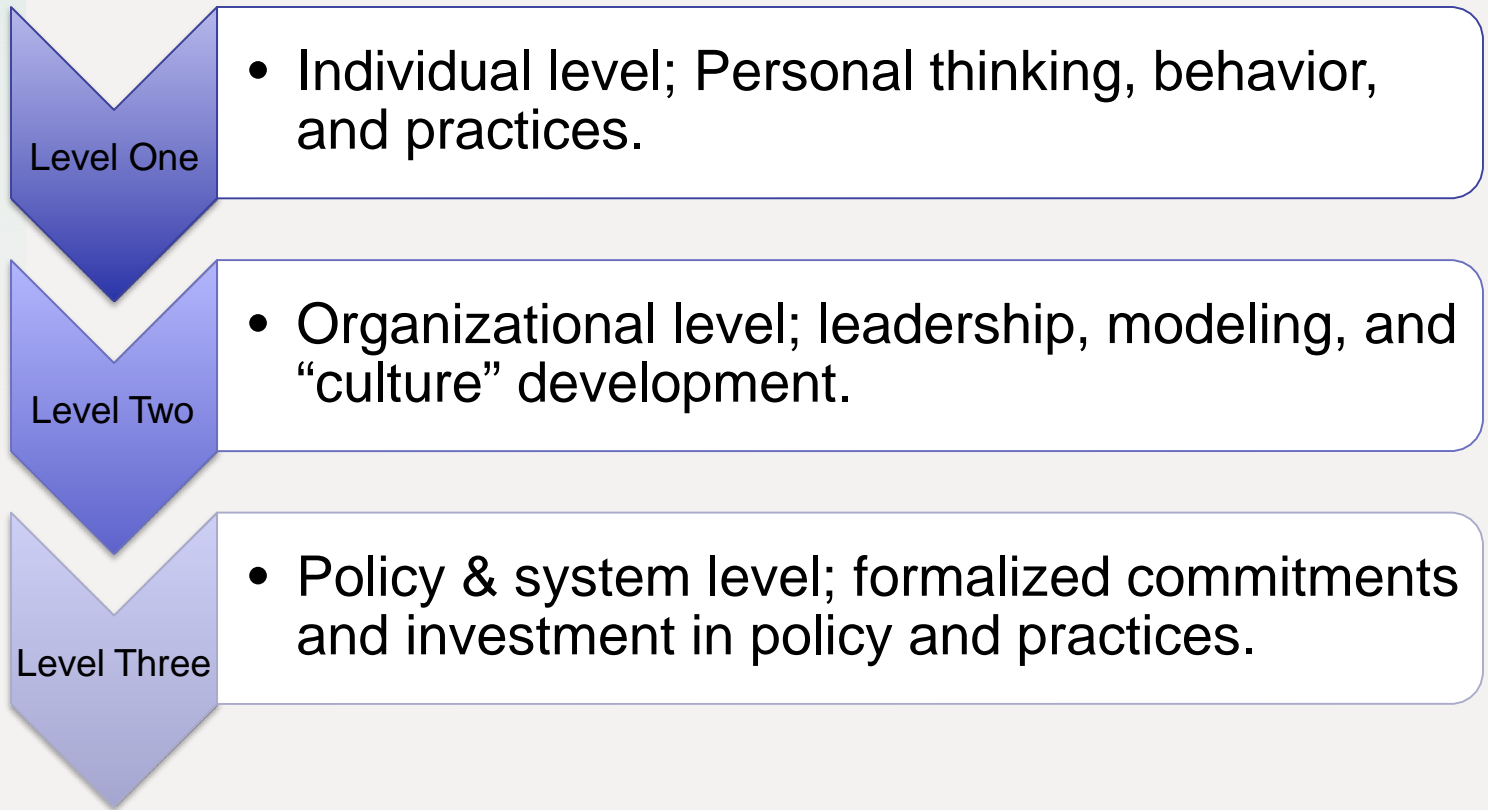 Level One
• Individual level; Personal thinking, behavior,
and practices.
Level Two
• Organizational level; leadership, modeling, and
“culture” development.
Level Three
• Policy & system level; formalized commitments
and investment in policy and practices.